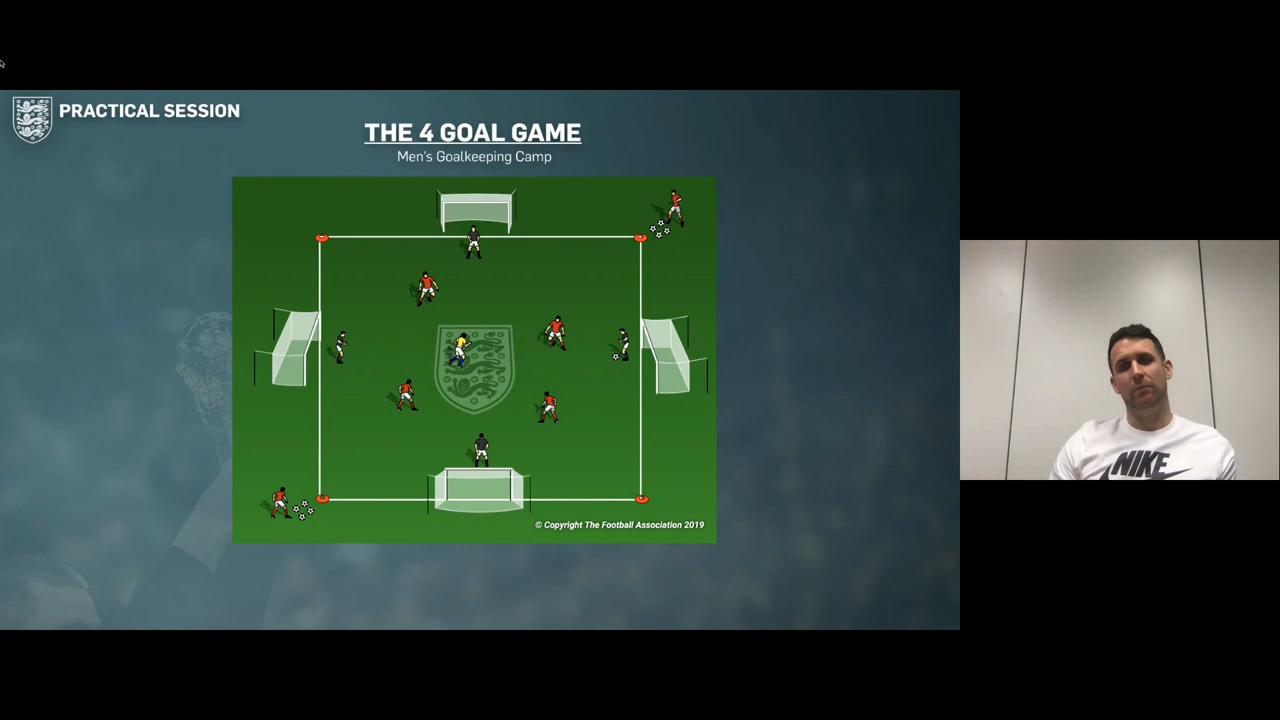 PRACTICAL SESSION
THE 4 GOAL GAME
Men's Goalkeeping Camp
© Copyright The Football Association 2019
NIKE